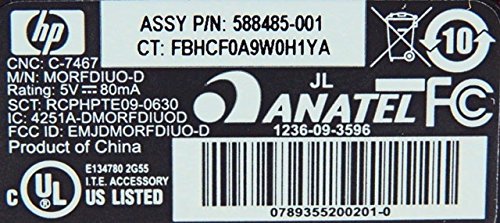 hp
ASSY P/N: 588485-001
CT: FBHCF0A9W0H1YA
10
CNC: C-7467
M/N: MORFDIUO-D
Rating: 5V ⎓ 80mA
SCT: RCPHPTE09-0630
IC: 4251A-DMORFDIUOD
FCC ID: EMJDMORFDIUO-D
Product of China
JL
ANATEL
FC
1236-09-3596
C UL US
®
E134780 2G55
I.T.E. ACCESSORY
LISTED
0789355200201-0